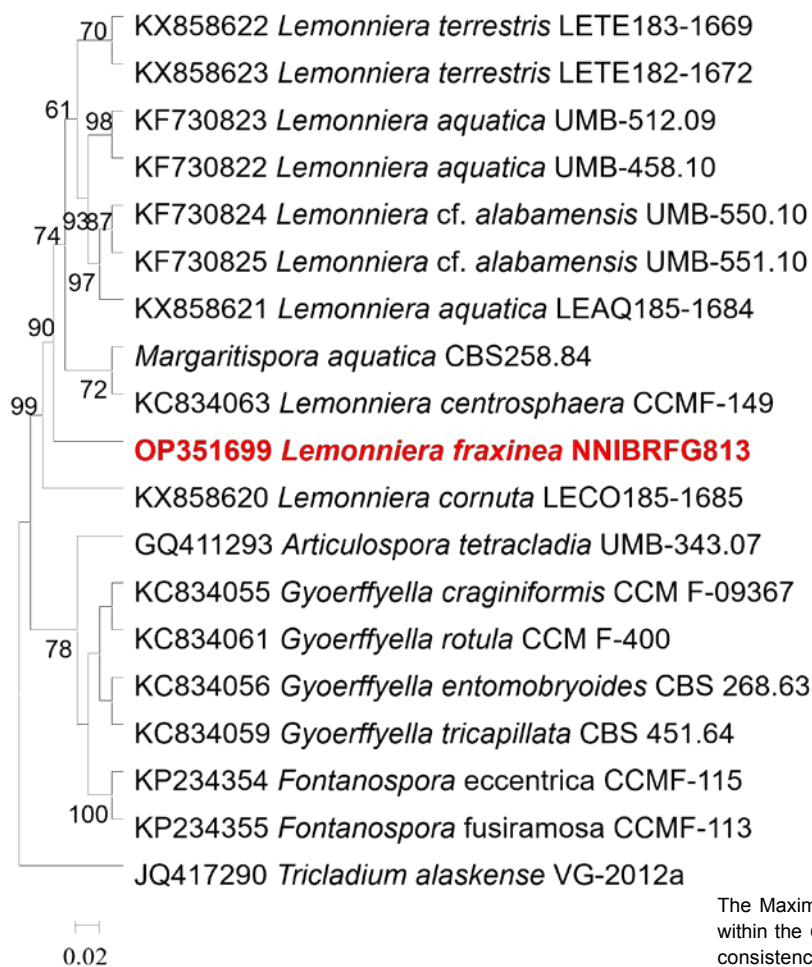 70
KX858622 Lemonniera terrestris LETE183-1669
KX858623 Lemonniera terrestris LETE182-1672
61
98
KF730823 Lemonniera aquatica UMB-512.09
KF730822 Lemonniera aquatica UMB-458.10
KF730824 Lemonniera cf. alabamensis UMB-550.10
74
93
87
KF730825 Lemonniera cf. alabamensis UMB-551.10
97
KX858621 Lemonniera aquatica LEAQ185-1684
90
Margaritispora aquatica CBS258.84
72
KC834063 Lemonniera centrosphaera CCMF-149
99
OP351699 Lemonniera fraxinea NNIBRFG813
KX858620 Lemonniera cornuta LECO185-1685
GQ411293 Articulospora tetracladia UMB-343.07
KC834055 Gyoerffyella craginiformis CCM F-09367
KC834061 Gyoerffyella rotula CCM F-400
78
KC834056 Gyoerffyella entomobryoides CBS 268.63
KC834059 Gyoerffyella tricapillata CBS 451.64
KP234354 Fontanospora eccentrica CCMF-115
100
KP234355 Fontanospora fusiramosa CCMF-113
JQ417290 Tricladium alaskense VG-2012a
0.02
The Maxim
within the
consistenc